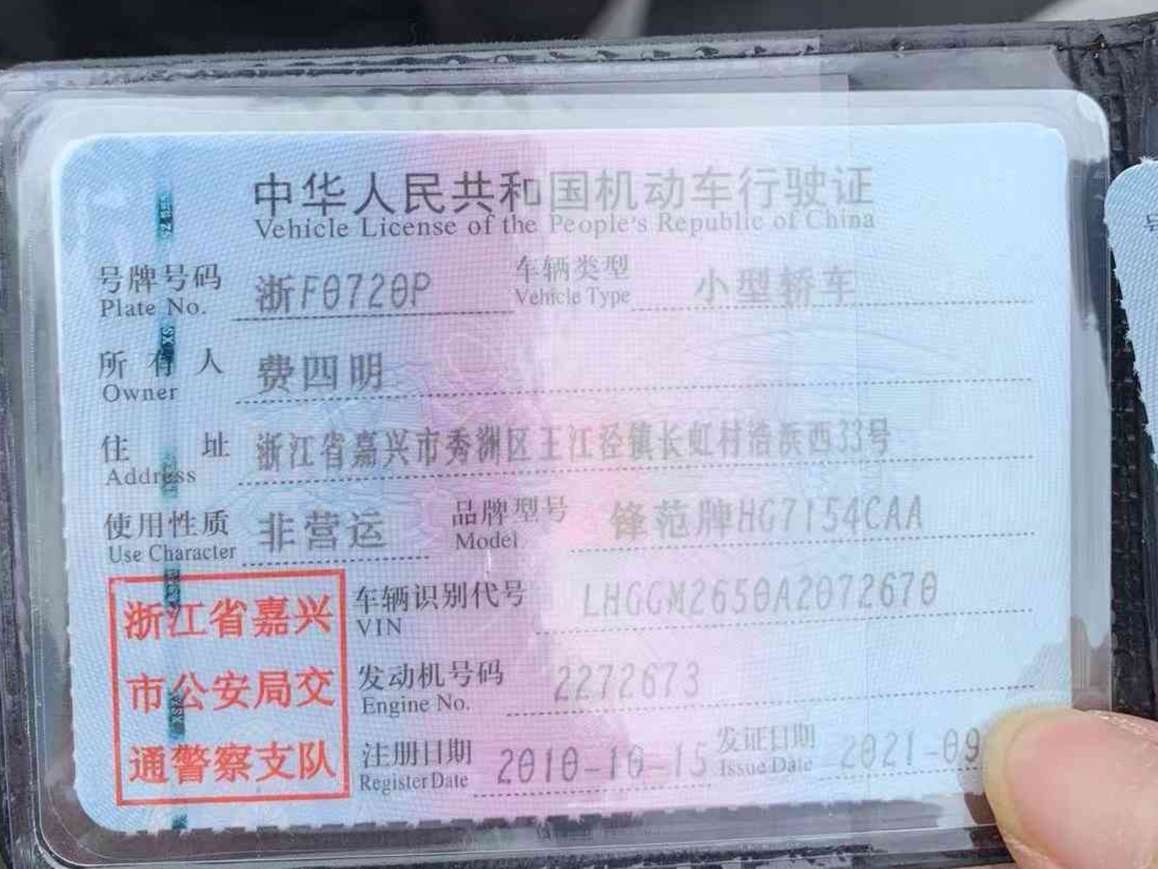 中华人民共和国机动车行驶证
Vehicle License of the People's Republic of China
号牌号码 浙F0720P 车辆类型 小型轿车
Plate No. Vehicle Type
所有人 费四明
Owner
住址 浙江省嘉兴市秀洲区王江泾镇长虹村浩浜西33号
Address
使用性质 非营运 品牌型号 锋范牌HG7154CAA
Use Character Model
浙江省嘉兴
市公安局交
通警察支队
车辆识别代号 LHGGM2650A2072670
VIN
发动机号码 2272673
Engine No.
注册日期 2010-10-15 发证日期 2021-09
Register Date Issue Date